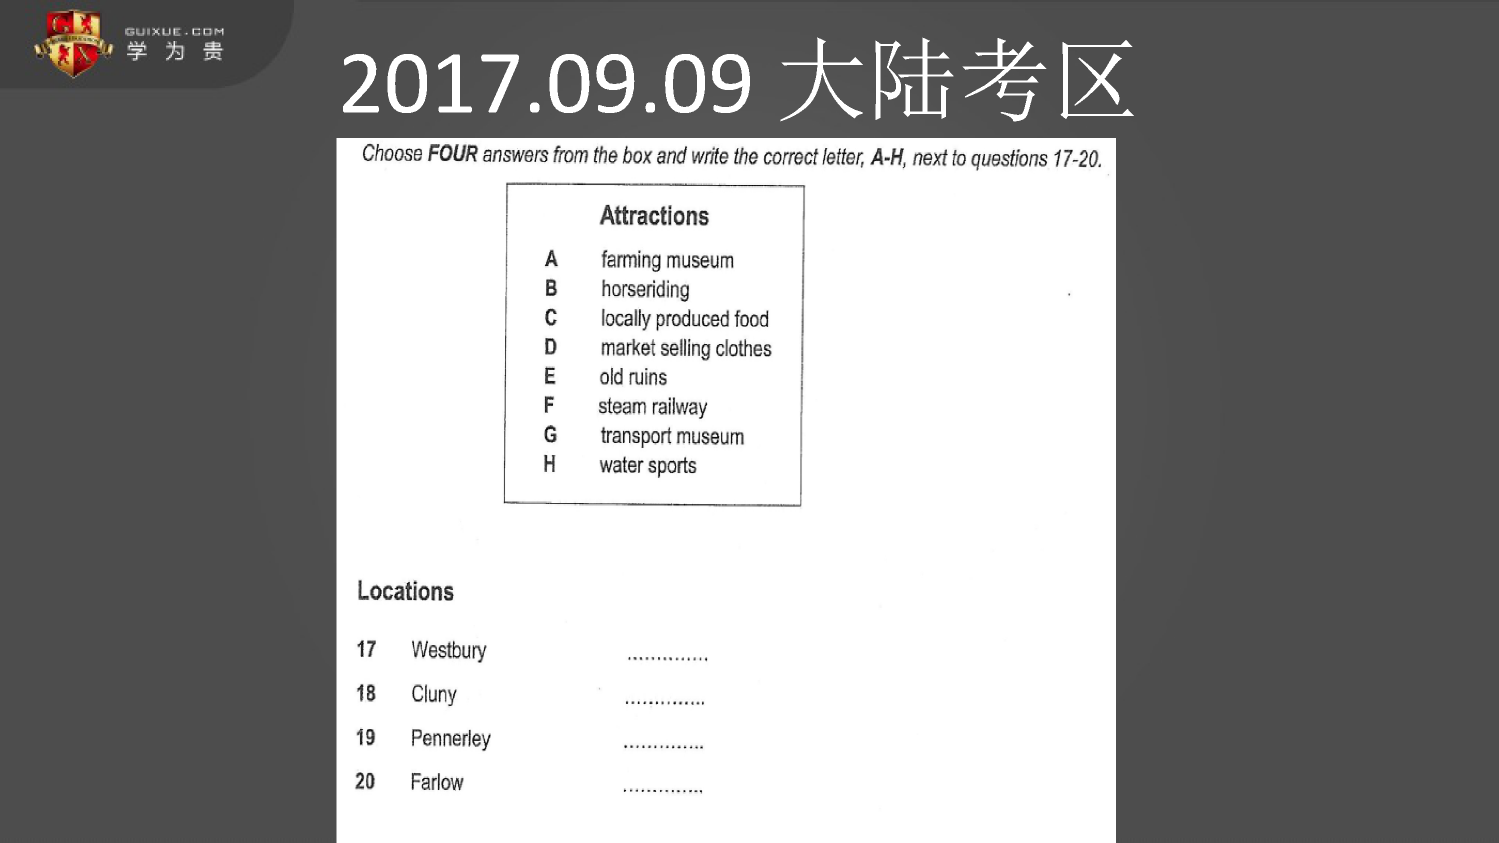 GUIXUE.COM
学为贵
2017.09.09 大陆考区
Choose FOUR answers from the box and write the correct letter, A-H, next to questions 17-20.
Attractions
A farming museum
B horseriding
C locally produced food
D market selling clothes
E old ruins
F steam railway
G transport museum
H water sports
Locations
17 Westbury ..............
18 Cluny ..............
19 Pennerley ..............
20 Farlow ..............